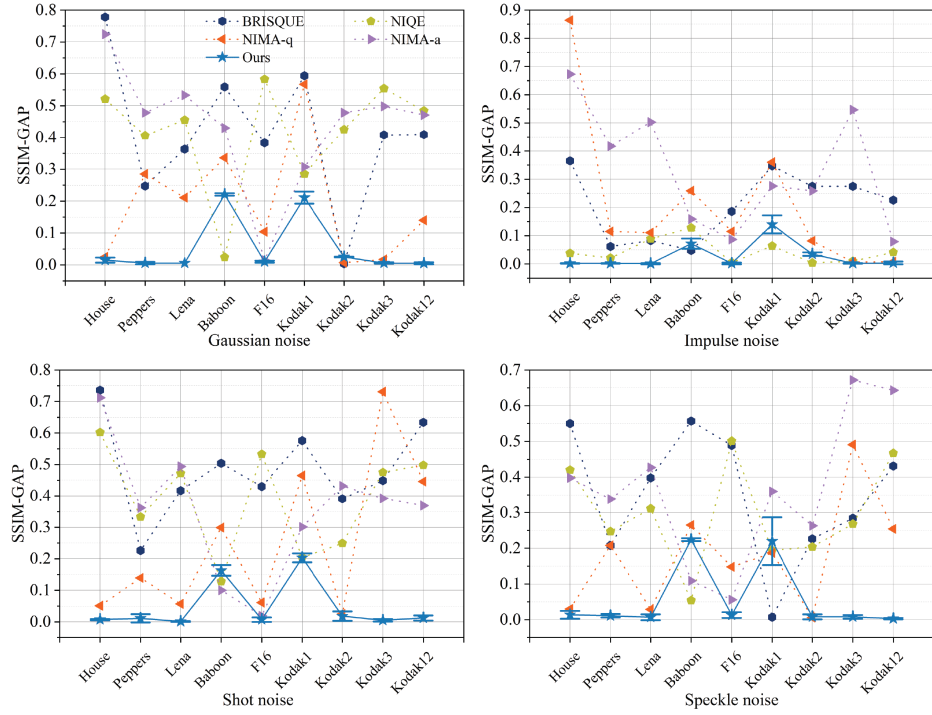 SSIM-GAP
0.8
0.7
0.6
0.5
0.4
0.3
0.2
0.1
0.0
BRISQUE
NIQE
NIMA-q
NIMA-a
Ours
House
Peppers
Lena
Baboon
F16
Kodak1
Kodak2
Kodak3
Kodak12
Gaussian noise
SSIM-GAP
0.9
0.8
0.7
0.6
0.5
0.4
0.3
0.2
0.1
0.0
House
Peppers
Lena
Baboon
F16
Kodak1
Kodak2
Kodak3
Kodak12
Impulse noise
SSIM-GAP
0.8
0.7
0.6
0.5
0.4
0.3
0.2
0.1
0.0
House
Peppers
Lena
Baboon
F16
Kodak1
Kodak2
Kodak3
Kodak12
Shot noise
SSIM-GAP
0.7
0.6
0.5
0.4
0.3
0.2
0.1
0.0
House
Peppers
Lena
Baboon
F16
Kodak1
Kodak2
Kodak3
Kodak12
Speckle noise